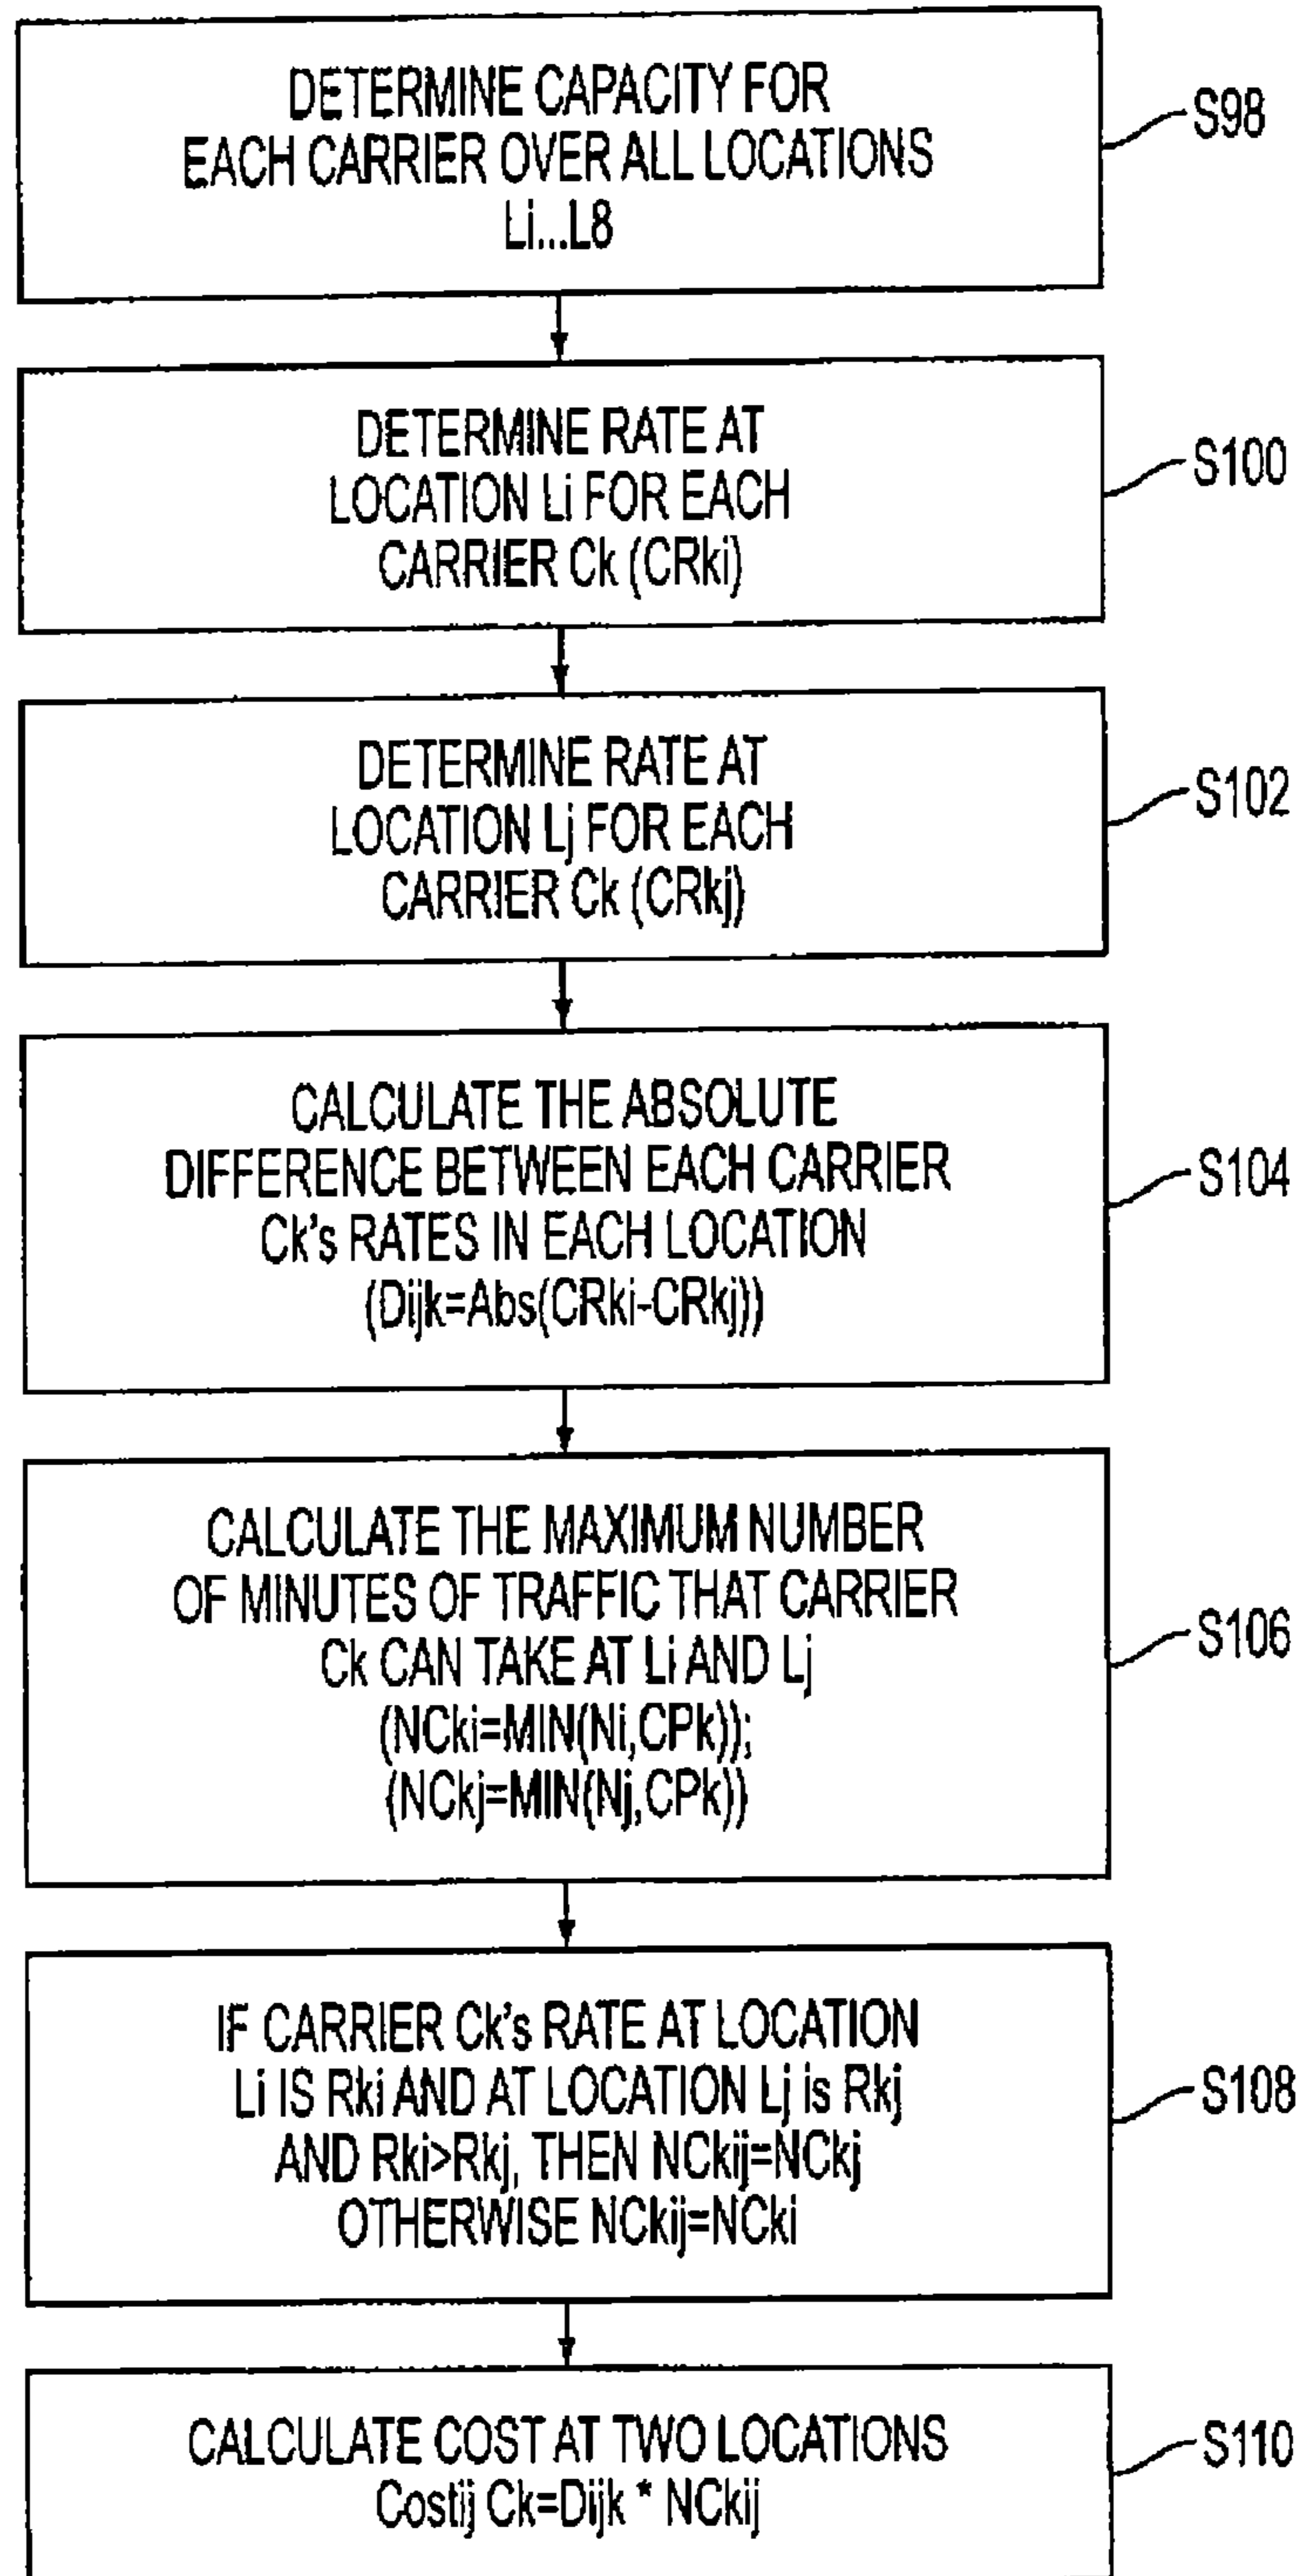 DETERMINE CAPACITY FOR
EACH CARRIER OVER ALL LOCATIONS
Li...L8
S98
DETERMINE RATE AT
LOCATION Li FOR EACH
CARRIER Ck (CRki)
S100
DETERMINE RATE AT
LOCATION Lj FOR EACH
CARRIER Ck (CRkj)
S102
CALCULATE THE ABSOLUTE
DIFFERENCE BETWEEN EACH CARRIER
Ck's RATES IN EACH LOCATION
(Dijk=Abs(CRki-CRkj))
S104
CALCULATE THE MAXIMUM NUMBER
OF MINUTES OF TRAFFIC THAT CARRIER
Ck CAN TAKE AT Li AND Lj
(NCki=MIN(Ni,CPk));
(NCkj=MIN(Nj,CPk))
S106
IF CARRIER Ck's RATE AT LOCATION
Li IS Rki AND AT LOCATION Lj is Rkj
AND Rki>Rkj, THEN NCkij=NCkj
OTHERWISE NCkij=NCki
S108
CALCULATE COST AT TWO LOCATIONS
Costij Ck=Dijk * NCkij
S110